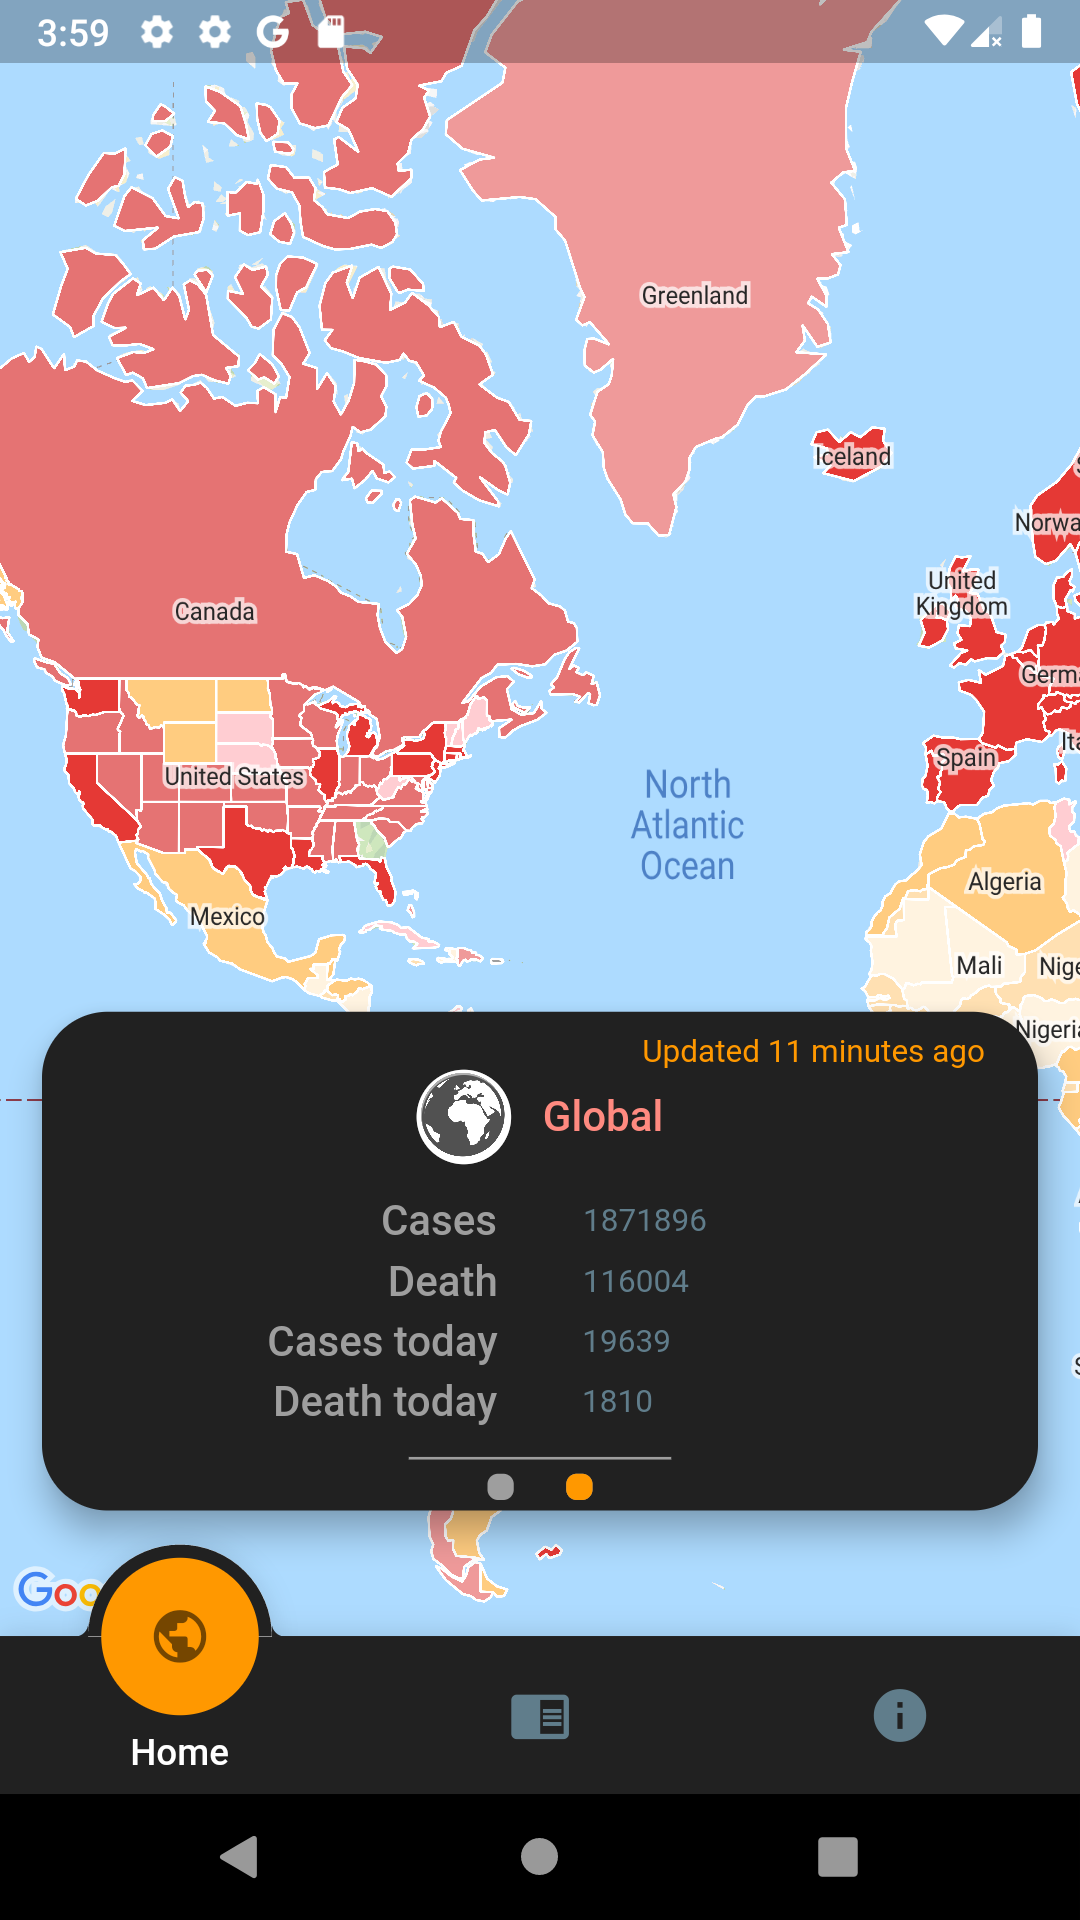 3:59
Greenland
Iceland
Norwa
United
Kingdom
Canada
Germa
Ita
Spain
United States
North
Atlantic
Ocean
Algeria
Mexico
Mali
Nige
Nigeria
Updated 11 minutes ago
Global
Cases 1871896
Death 116004
Cases today 19639
Death today 1810
Goo
Home